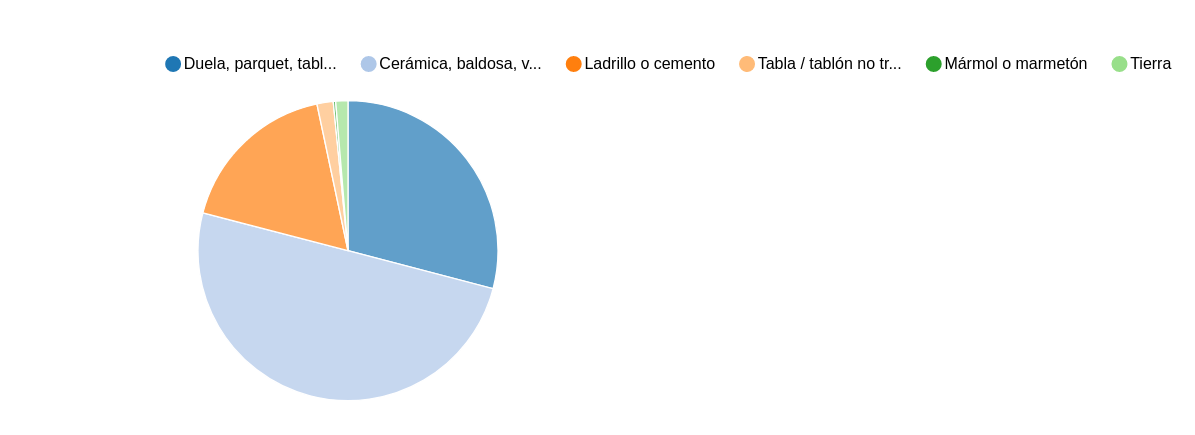 Duela, parquet, tabl... Cerámica, baldosa, v... Ladrillo o cemento Tabla / tablón no tr... Mármol o marmetón Tierra